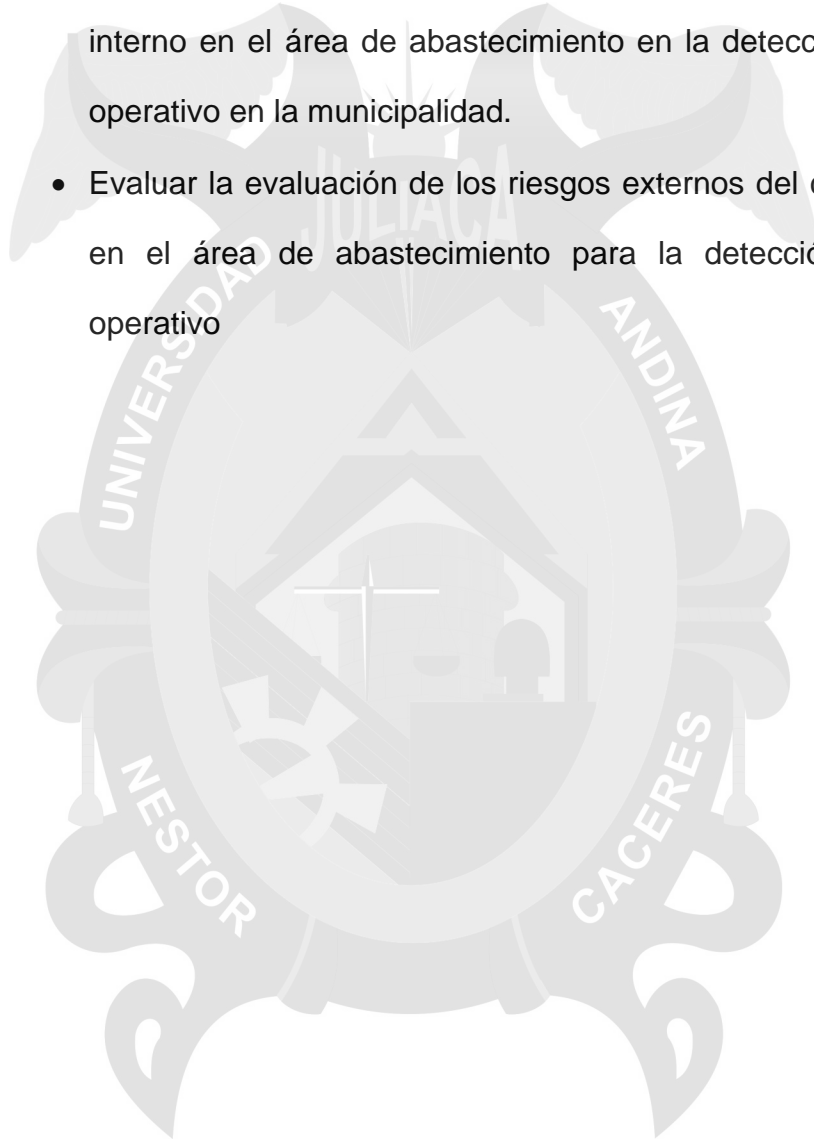 interno en el área de abastecimiento en la
operativo en la municipalidad.
• Evaluar la evaluación de los riesgos externos del
en el área de abastecimiento para la
operativo
UNIVERSIDAD ANDINA
NESTOR CACERES
JULIACA